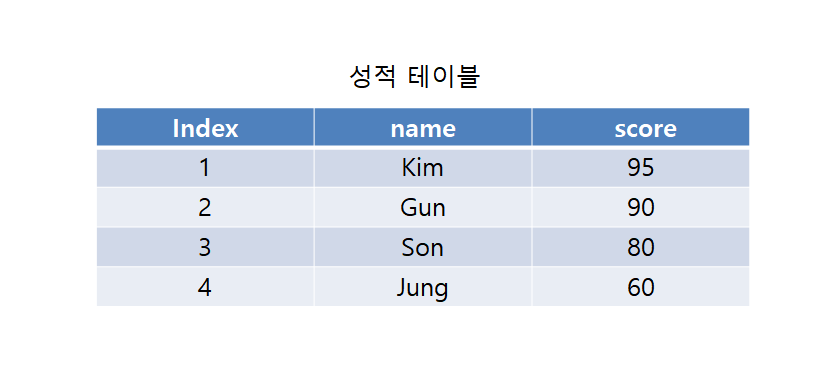 성적 테이블
Index name score
1 Kim 95
2 Gun 90
3 Son 80
4 Jung 60